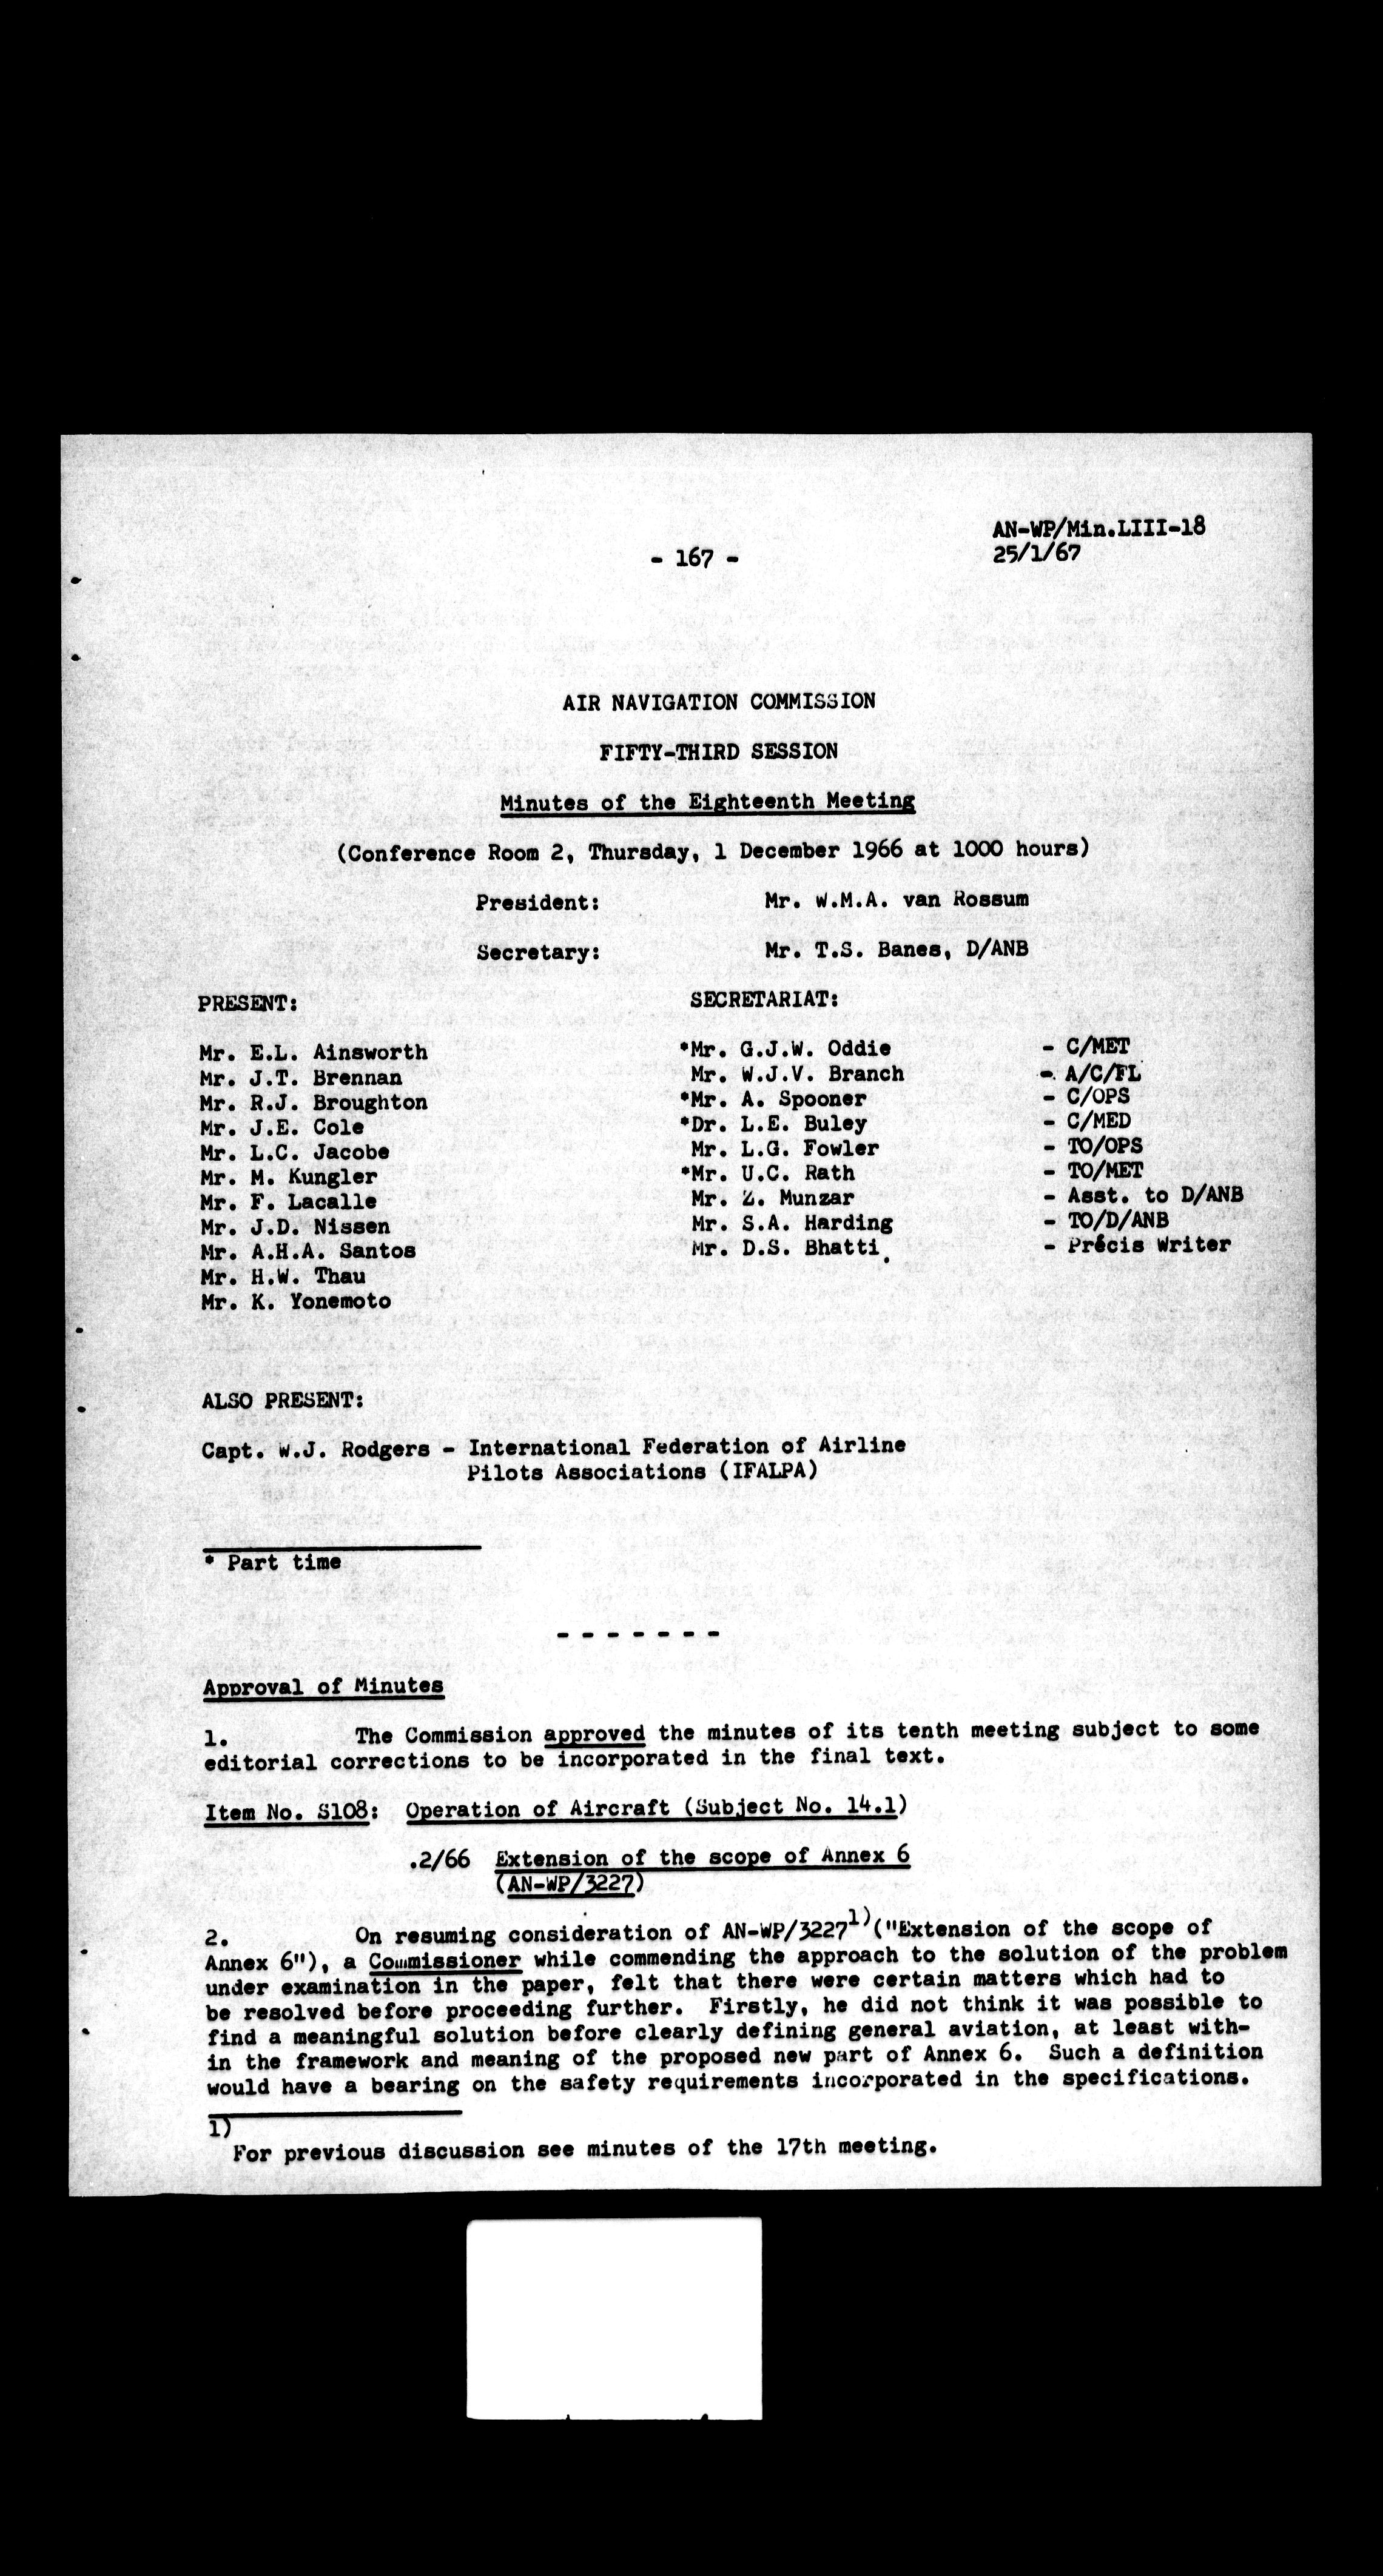 AN-WP/Min.LIII-18
- 167 -
25/1/67
AIR NAVIGATION COMMISSION
FIFTY-THIRD SESSION
Minutes of the Eighteenth Meeting
(Conference Room 2, Thursday, 1 December 1966 at 1000 hours)
President: Mr. W.M.A. van Rossum
Secretary: Mr. T.S. Banes, D/ANB
PRESENT:
Mr. E.L. Ainsworth
Mr. J.T. Brennan
Mr. R.J. Broughton
Mr. J.E. Cole
Mr. L.C. Jacobe
Mr. M. Kungler
Mr. F. Lacalle
Mr. J.D. Nissen
Mr. A.H.A. Santos
Mr. H.W. Thau
Mr. K. Yonemoto
SECRETARIAT:
*Mr. G.J.W. Oddie - C/MET
Mr. W.J.V. Branch - A/C/FL
*Mr. A. Spooner - C/OPS
*Dr. L.E. Buley - C/MED
Mr. L.G. Fowler - TO/OPS
*Mr. U.C. Rath - TO/MET
Mr. Z. Munzar - Asst. to D/ANB
Mr. S.A. Harding - TO/D/ANB
Mr. D.S. Bhatti - Précis Writer
ALSO PRESENT:
Capt. W.J. Rodgers - International Federation of Airline
Pilots Associations (IFALPA)
* Part time
- - - - - - -
Approval of Minutes
1. The Commission approved the minutes of its tenth meeting subject to some
editorial corrections to be incorporated in the final text.
Item No. S108: Operation of Aircraft (Subject No. 14.1)
.2/66 Extension of the scope of Annex 6
(AN-WP/3227)
2. On resuming consideration of AN-WP/3227 1) ("Extension of the scope of
Annex 6"), a Commissioner while commending the approach to the solution of the problem
under examination in the paper, felt that there were certain matters which had to
be resolved before proceeding further. Firstly, he did not think it was possible to
find a meaningful solution before clearly defining general aviation, at least with-
in the framework and meaning of the proposed new part of Annex 6. Such a definition
would have a bearing on the safety requirements incorporated in the specifications.
1)
For previous discussion see minutes of the 17th meeting.